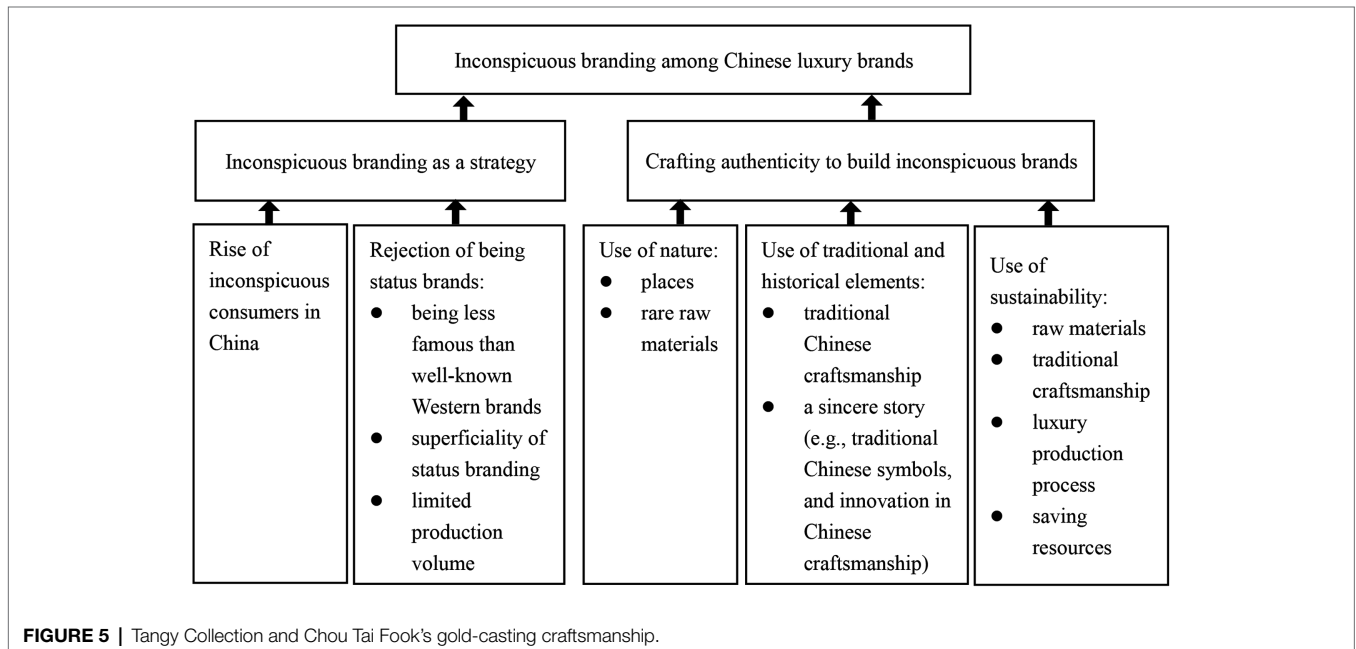 Inconspicuous branding among Chinese luxury brands
Inconspicuous branding as a strategy
Crafting authenticity to build inconspicuous brands
Rise of
inconspicuous
consumers in
China
Rejection of being
status brands:
● being less
famous than
well-known
Western brands
● superficiality of
status branding
● limited
production
volume
Use of nature:
● places
● rare raw
materials
Use of traditional and
historical elements:
● traditional
Chinese
craftsmanship
● a sincere story
(e.g., traditional
Chinese symbols,
and innovation in
Chinese
craftsmanship)
Use of
sustainability:
● raw materials
● traditional
craftsmanship
● luxury
production
process
● saving
resources
FIGURE 5 | Tangy Collection and Chou Tai Fook's gold-casting craftsmanship.